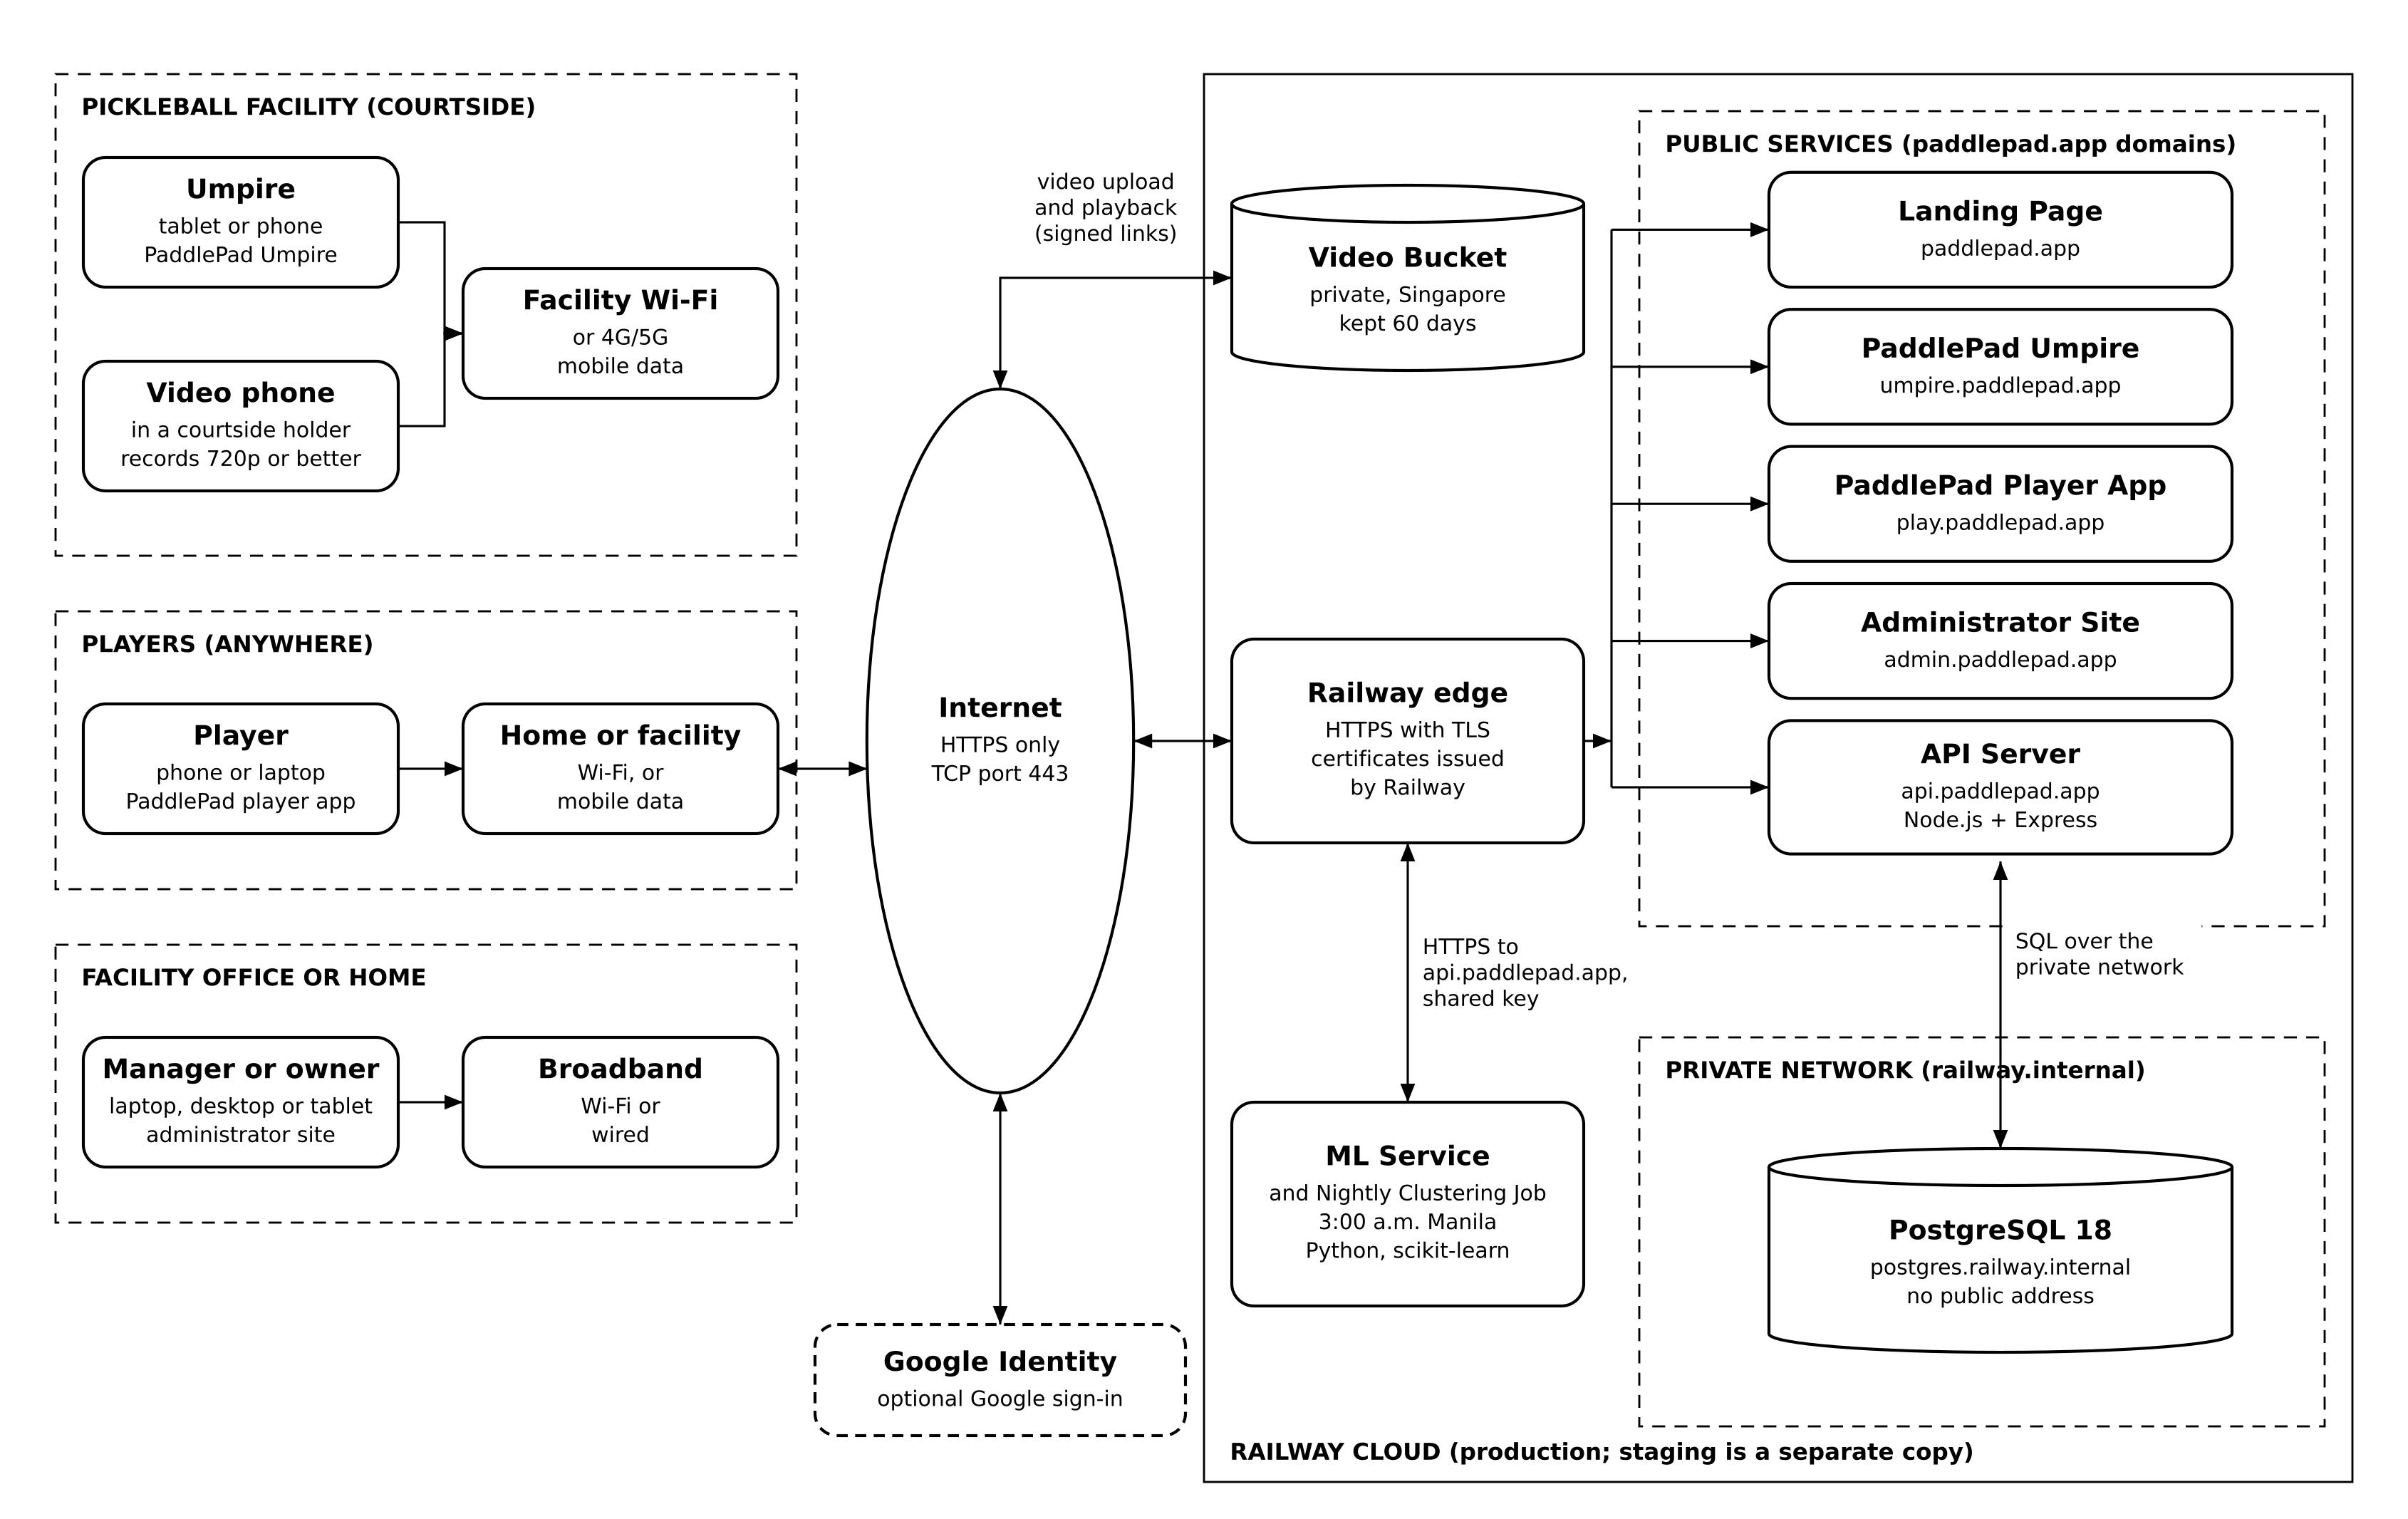 PICKLEBALL FACILITY (COURTSIDE)
Umpire
tablet or phone
PaddlePad Umpire
Facility Wi-Fi
or 4G/5G
mobile data
Video phone
in a courtside holder
records 720p or better
PLAYERS (ANYWHERE)
Player
phone or laptop
PaddlePad player app
Home or facility
Wi-Fi, or
mobile data
FACILITY OFFICE OR HOME
Manager or owner
laptop, desktop or tablet
administrator site
Broadband
Wi-Fi or
wired
video upload
and playback
(signed links)
Internet
HTTPS only
TCP port 443
Google Identity
optional Google sign-in
Video Bucket
private, Singapore
kept 60 days
Railway edge
HTTPS with TLS
certificates issued
by Railway
HTTPS to
api.paddlepad.app,
shared key
ML Service
and Nightly Clustering Job
3:00 a.m. Manila
Python, scikit-learn
PUBLIC SERVICES (paddlepad.app domains)
Landing Page
paddlepad.app
PaddlePad Umpire
umpire.paddlepad.app
PaddlePad Player App
play.paddlepad.app
Administrator Site
admin.paddlepad.app
API Server
api.paddlepad.app
Node.js + Express
SQL over the
private network
PRIVATE NETWORK (railway.internal)
PostgreSQL 18
postgres.railway.internal
no public address
RAILWAY CLOUD (production; staging is a separate copy)